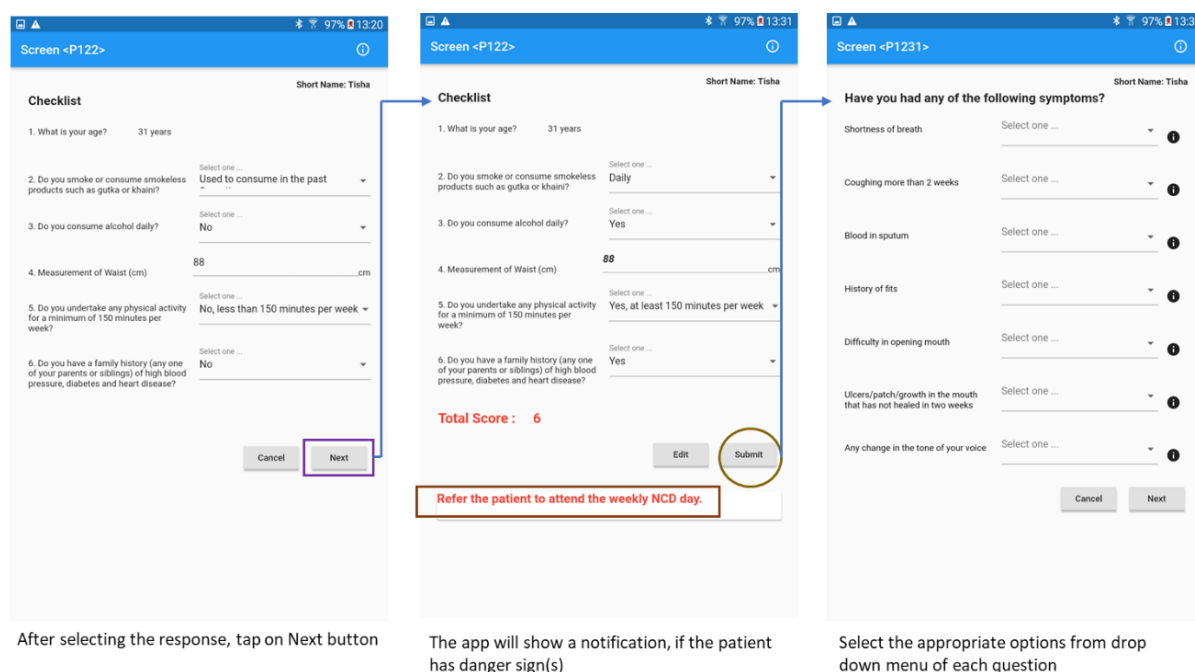 97% 13:20
Screen <P122>
Short Name: Tisha
Checklist
1. What is your age? 31 years
Select one ...
2. Do you smoke or consume smokeless Used to consume in the past
products such as gutka or khaini?
Select one ...
3. Do you consume alcohol daily? No
88
4. Measurement of Waist (cm) cm
Select one ...
5. Do you undertake any physical activity No, less than 150 minutes per week
for a minimum of 150 minutes per
week?
Select one ...
6. Do you have a family history (any one No
of your parents or siblings) of high blood
pressure, diabetes and heart disease?
Cancel Next
After selecting the response, tap on Next button
97% 13:31
Screen <P122>
Short Name: Tisha
Checklist
1. What is your age? 31 years
Select one ...
2. Do you smoke or consume smokeless Daily
products such as gutka or khaini?
Select one ...
3. Do you consume alcohol daily? Yes
88
4. Measurement of Waist (cm) cm
Select one ...
5. Do you undertake any physical activity Yes, at least 150 minutes per week
for a minimum of 150 minutes per
week?
Select one ...
6. Do you have a family history (any one Yes
of your parents or siblings) of high blood
pressure, diabetes and heart disease?
Total Score : 6
Edit Submit
Refer the patient to attend the weekly NCD day.
The app will show a notification, if the patient
has danger sign(s)
97% 13:3
Screen <P1231>
Short Name: Tisha
Have you had any of the following symptoms?
Shortness of breath Select one ...
Coughing more than 2 weeks Select one ...
Blood in sputum Select one ...
History of fits Select one ...
Difficulty in opening mouth Select one ...
Ulcers/patch/growth in the mouth Select one ...
that has not healed in two weeks
Any change in the tone of your voice Select one ...
Cancel Next
Select the appropriate options from drop
down menu of each question